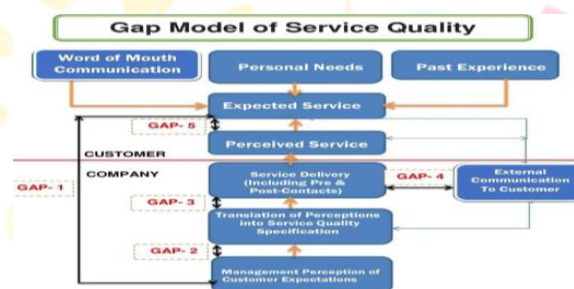 Gap Model of Service Quality
Word of Mouth
Communication
Personal Needs
Past Experience
Expected Service
GAP- 5
Perceived Service
CUSTOMER
COMPANY
GAP- 1
Service Delivery
(Including Pre &
Post-Contacts)
GAP- 4
External
Communication
To Customer
GAP- 3
Translation of Perceptions
into Service Quality
Specification
GAP- 2
Management Perception of
Customer Expectations